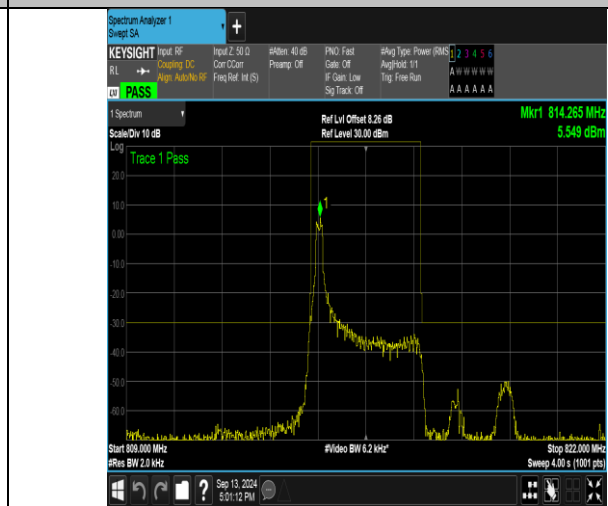 Spectrum Analyzer 1
Swept SA
+
KEYSIGHT Input: RF Input Z: 50 Ω #Atten: 40 dB PNO: Fast #Avg Type: Power (RMS 1 2 3 4 5 6
RL Coupling: DC Corr CCorr Preamp: Off Gate: Off Avg|Hold: 1/1 A W W W W W
Align: Auto/No RF Freq Ref: Int (S) IF Gain: Low Trig: Free Run
LXI PASS Sig Track: Off A A A A A A
1 Spectrum Ref Lvl Offset 8.26 dB Mkr1 814.265 MHz
Scale/Div 10 dB Ref Level 30.00 dBm 5.549 dBm
Log
Trace 1 Pass
20.0
10.0
1
0.00
-10.0
-20.0
-30.0
-40.0
-50.0
-60.0
Start 809.000 MHz #Video BW 6.2 kHz* Stop 822.000 MHz
#Res BW 2.0 kHz Sweep 4.00 s (1001 pts)
? Sep 13, 2024
5:01:12 PM